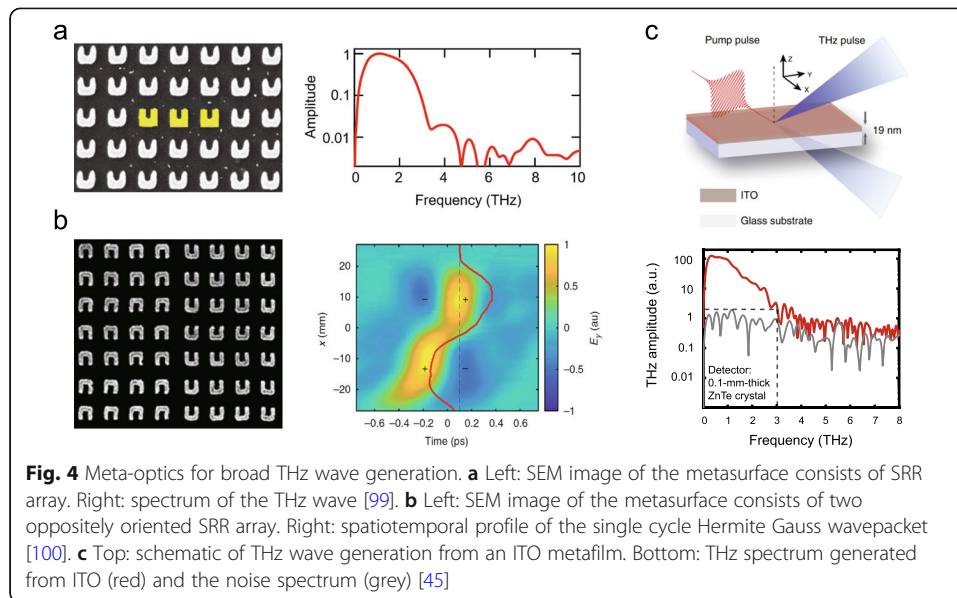 a
Amplitude
1
0.1
0.01
0 2 4 6 8 10
Frequency (THz)
b
x (mm)
20
10
0
−10
−20
−0.6 −0.4 −0.2 0 0.2 0.4 0.6
Time (ps)
−
+
+
−
1
0.5
0
−0.5
−1
E_y (au)
c
Pump pulse
THz pulse
Z
Y
X
19 nm
ITO
Glass substrate
THz amplitude (a.u.)
100
10
1
0.1
0.01
Detector:
0.1-mm-thick
ZnTe crystal
0 1 2 3 4 5 6 7 8
Frequency (THz)
Fig. 4 Meta-optics for broad THz wave generation. a Left: SEM image of the metasurface consists of SRR
array. Right: spectrum of the THz wave [99]. b Left: SEM image of the metasurface consists of two
oppositely oriented SRR array. Right: spatiotemporal profile of the single cycle Hermite Gauss wavepacket
[100]. c Top: schematic of THz wave generation from an ITO metafilm. Bottom: THz spectrum generated
from ITO (red) and the noise spectrum (grey) [45]